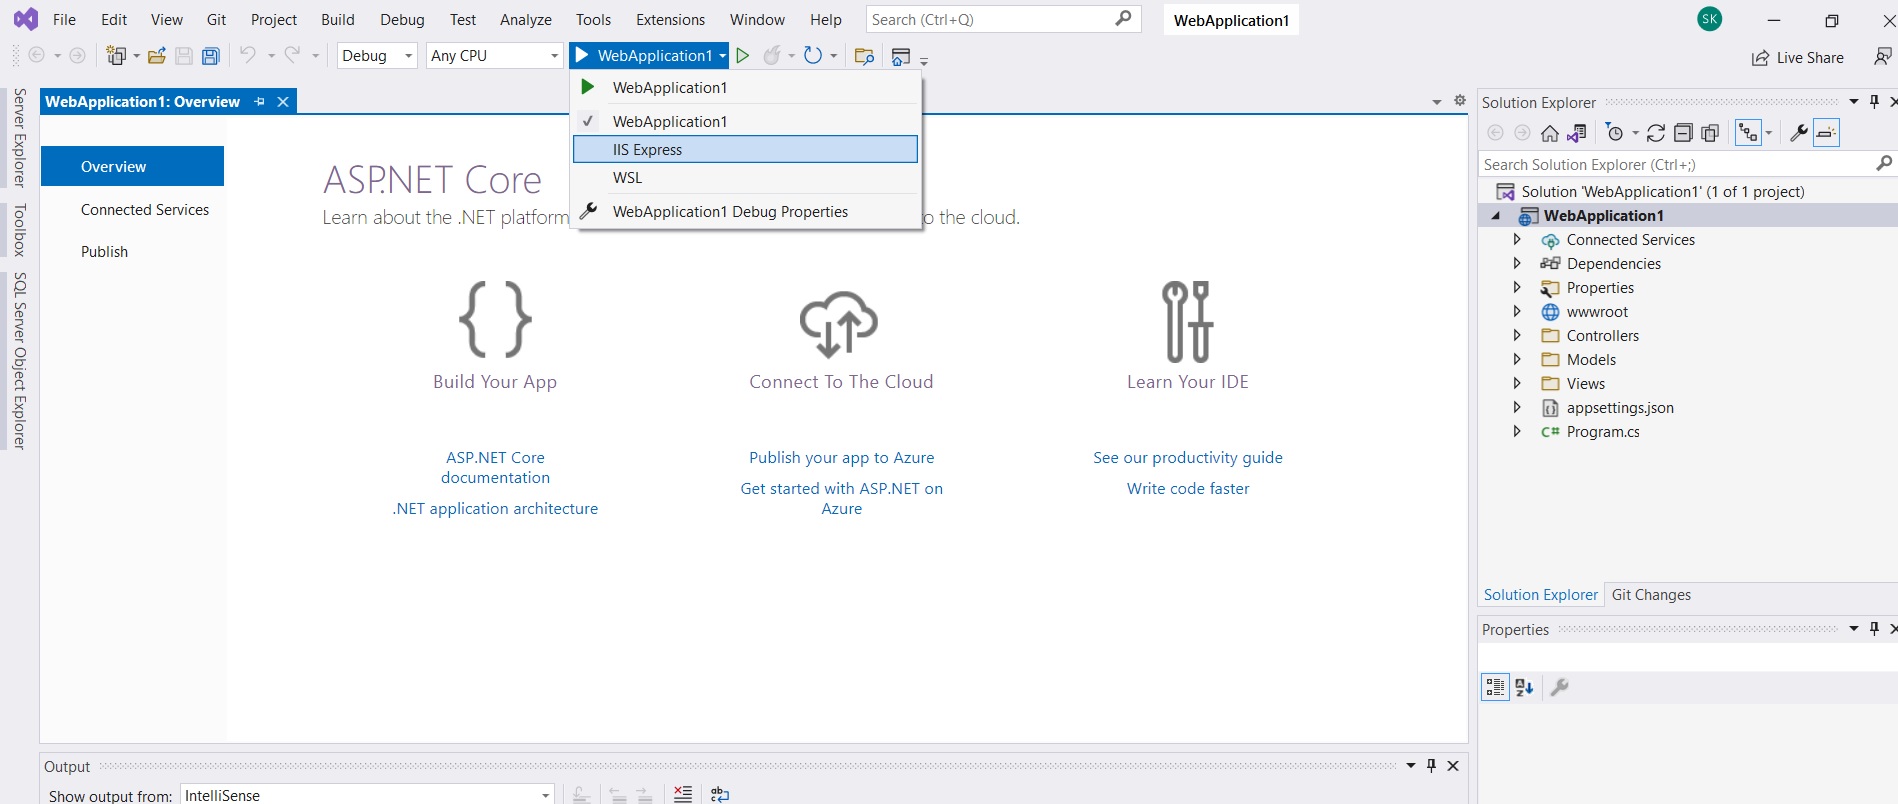 File Edit View Git Project Build Debug Test Analyze Tools Extensions Window Help Search (Ctrl+Q) WebApplication1 SK
Debug Any CPU WebApplication1 Live Share
WebApplication1
WebApplication1
IIS Express
WSL
WebApplication1 Debug Properties
Server Explorer
Toolbox
SQL Server Object Explorer
WebApplication1: Overview
Overview
Connected Services
Publish
ASP.NET Core
Learn about the .NET platform o the cloud.
Build Your App
ASP.NET Core
documentation
.NET application architecture
Connect To The Cloud
Publish your app to Azure
Get started with ASP.NET on
Azure
Learn Your IDE
See our productivity guide
Write code faster
Solution Explorer
Search Solution Explorer (Ctrl+;)
Solution 'WebApplication1' (1 of 1 project)
WebApplication1
Connected Services
Dependencies
Properties
wwwroot
Controllers
Models
Views
appsettings.json
C# Program.cs
Solution Explorer Git Changes
Properties
Output
Show output from: IntelliSense